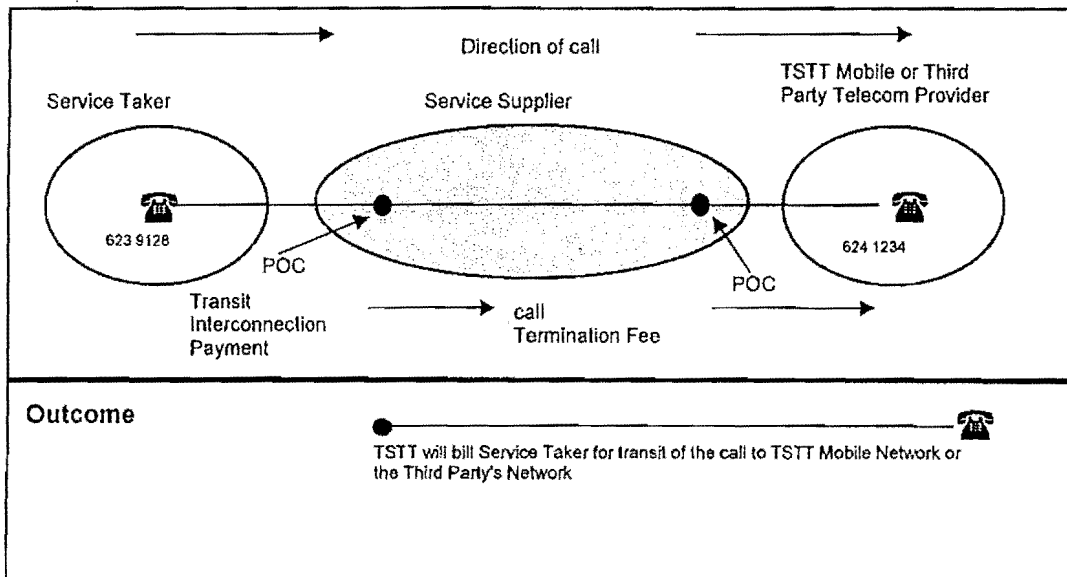 Direction of call
TSTT Mobile or Third
Party Telecom Provider
Service Taker
Service Supplier
623 9128
POC
POC
624 1234
Transit
Interconnection
Payment
call
Termination Fee
Outcome
TSTT will bill Service Taker for transit of the call to TSTT Mobile Network or
the Third Party's Network